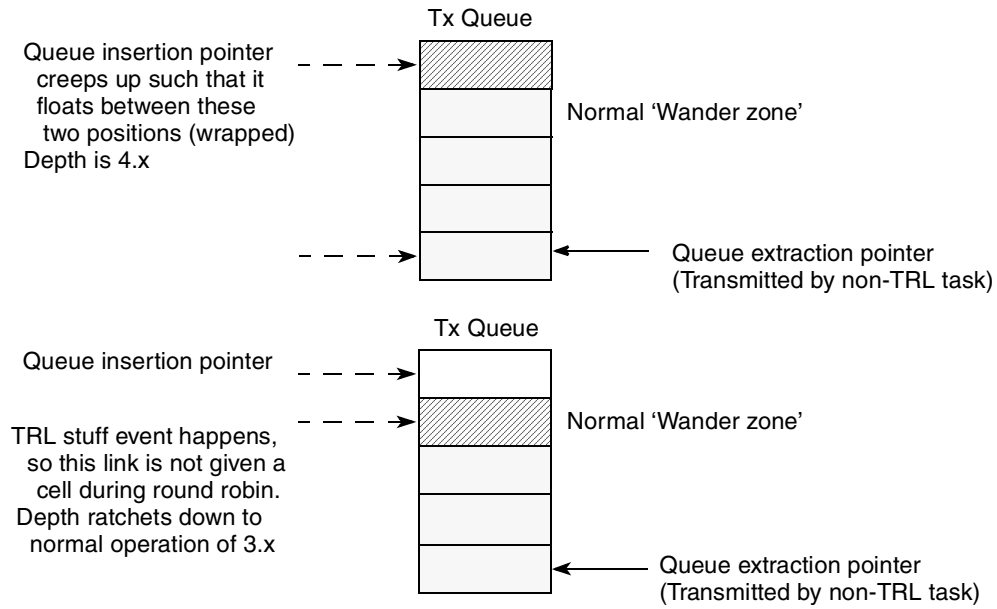 Tx Queue
Queue insertion pointer
creeps up such that it
floats between these
two positions (wrapped)
Depth is 4.x
Normal ‘Wander zone’
Queue extraction pointer
(Transmitted by non-TRL task)
Tx Queue
Queue insertion pointer
TRL stuff event happens,
so this link is not given a
cell during round robin.
Depth ratchets down to
normal operation of 3.x
Normal ‘Wander zone’
Queue extraction pointer
(Transmitted by non-TRL task)